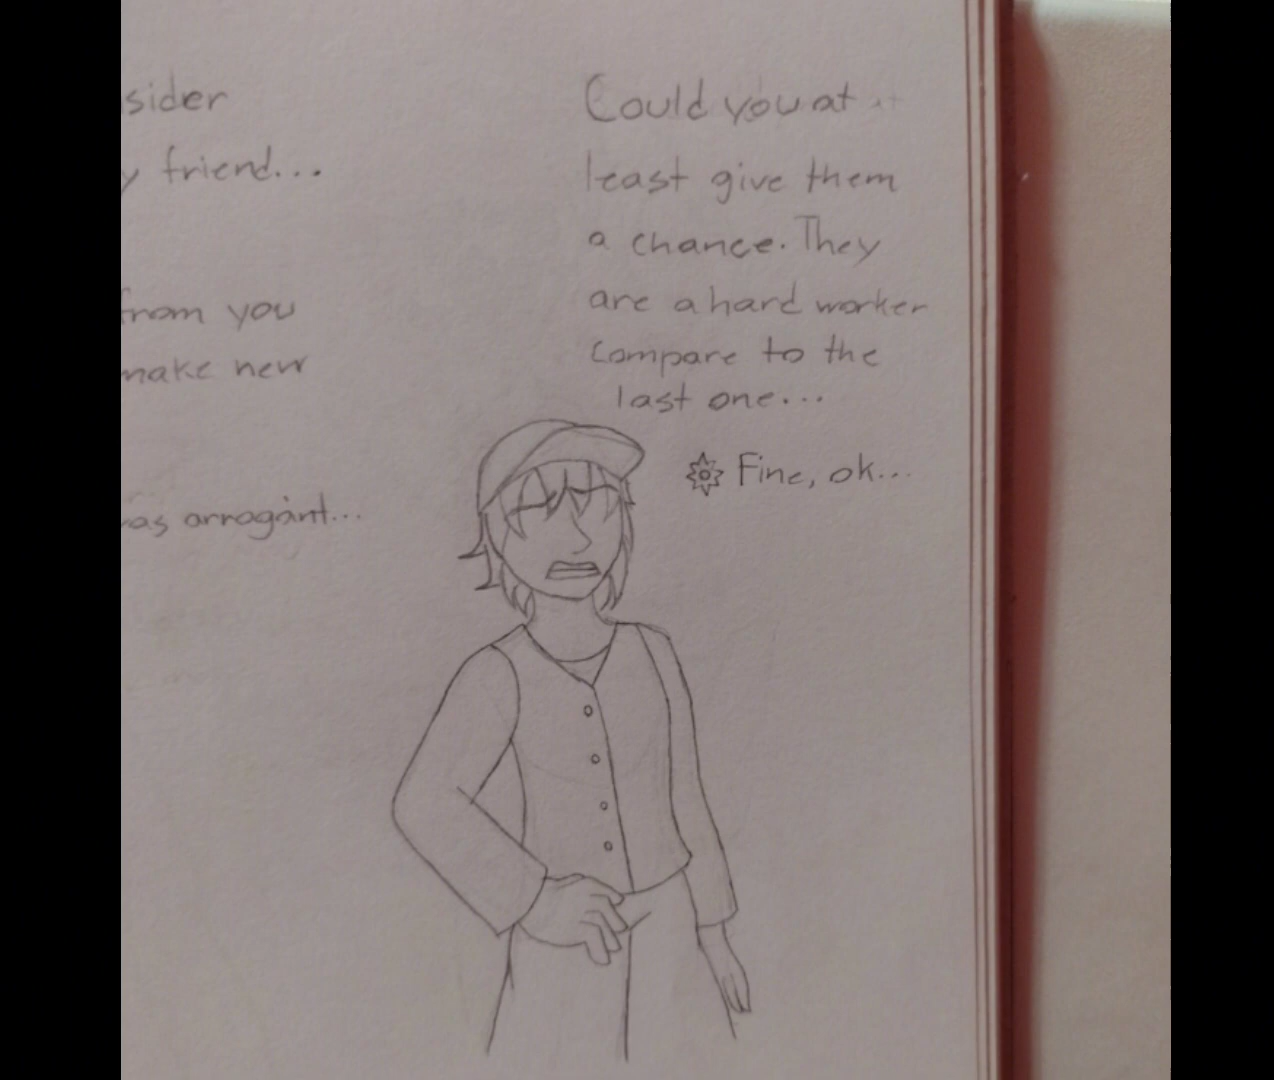 sider
y friend...
from you
make new
as arrogant...
Could you at
least give them
a chance. They
are a hard worker
compare to the
last one...
Fine, ok...